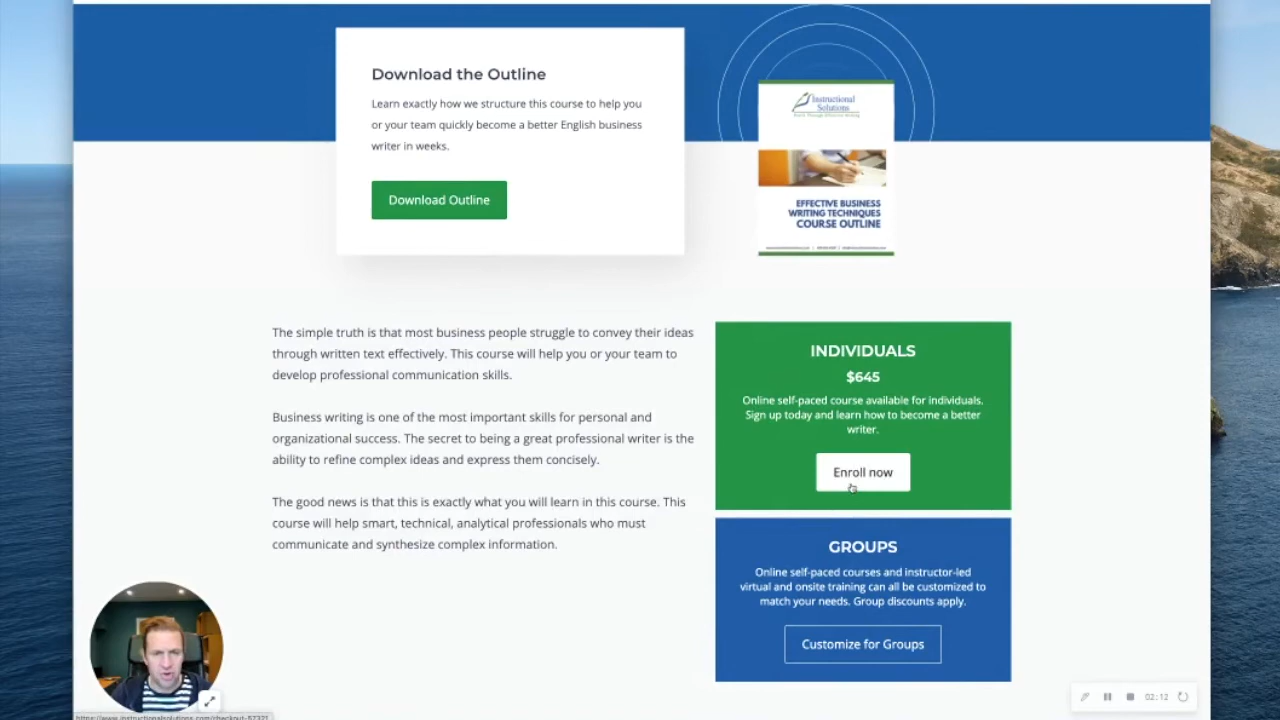 Download the Outline
Learn exactly how we structure this course to help you
or your team quickly become a better English business
writer in weeks.
Download Outline
Instructional
Solutions
EFFECTIVE BUSINESS
WRITING TECHNIQUES
COURSE OUTLINE
The simple truth is that most business people struggle to convey their ideas
through written text effectively. This course will help you or your team to
develop professional communication skills.
Business writing is one of the most important skills for personal and
organizational success. The secret to being a great professional writer is the
ability to refine complex ideas and express them concisely.
The good news is that this is exactly what you will learn in this course. This
course will help smart, technical, analytical professionals who must
communicate and synthesize complex information.
INDIVIDUALS
$645
Online self-paced course available for individuals.
Sign up today and learn how to become a better
writer.
Enroll now
GROUPS
Online self-paced courses and instructor-led
virtual and onsite training can all be customized to
match your needs. Group discounts apply.
Customize for Groups
02:12